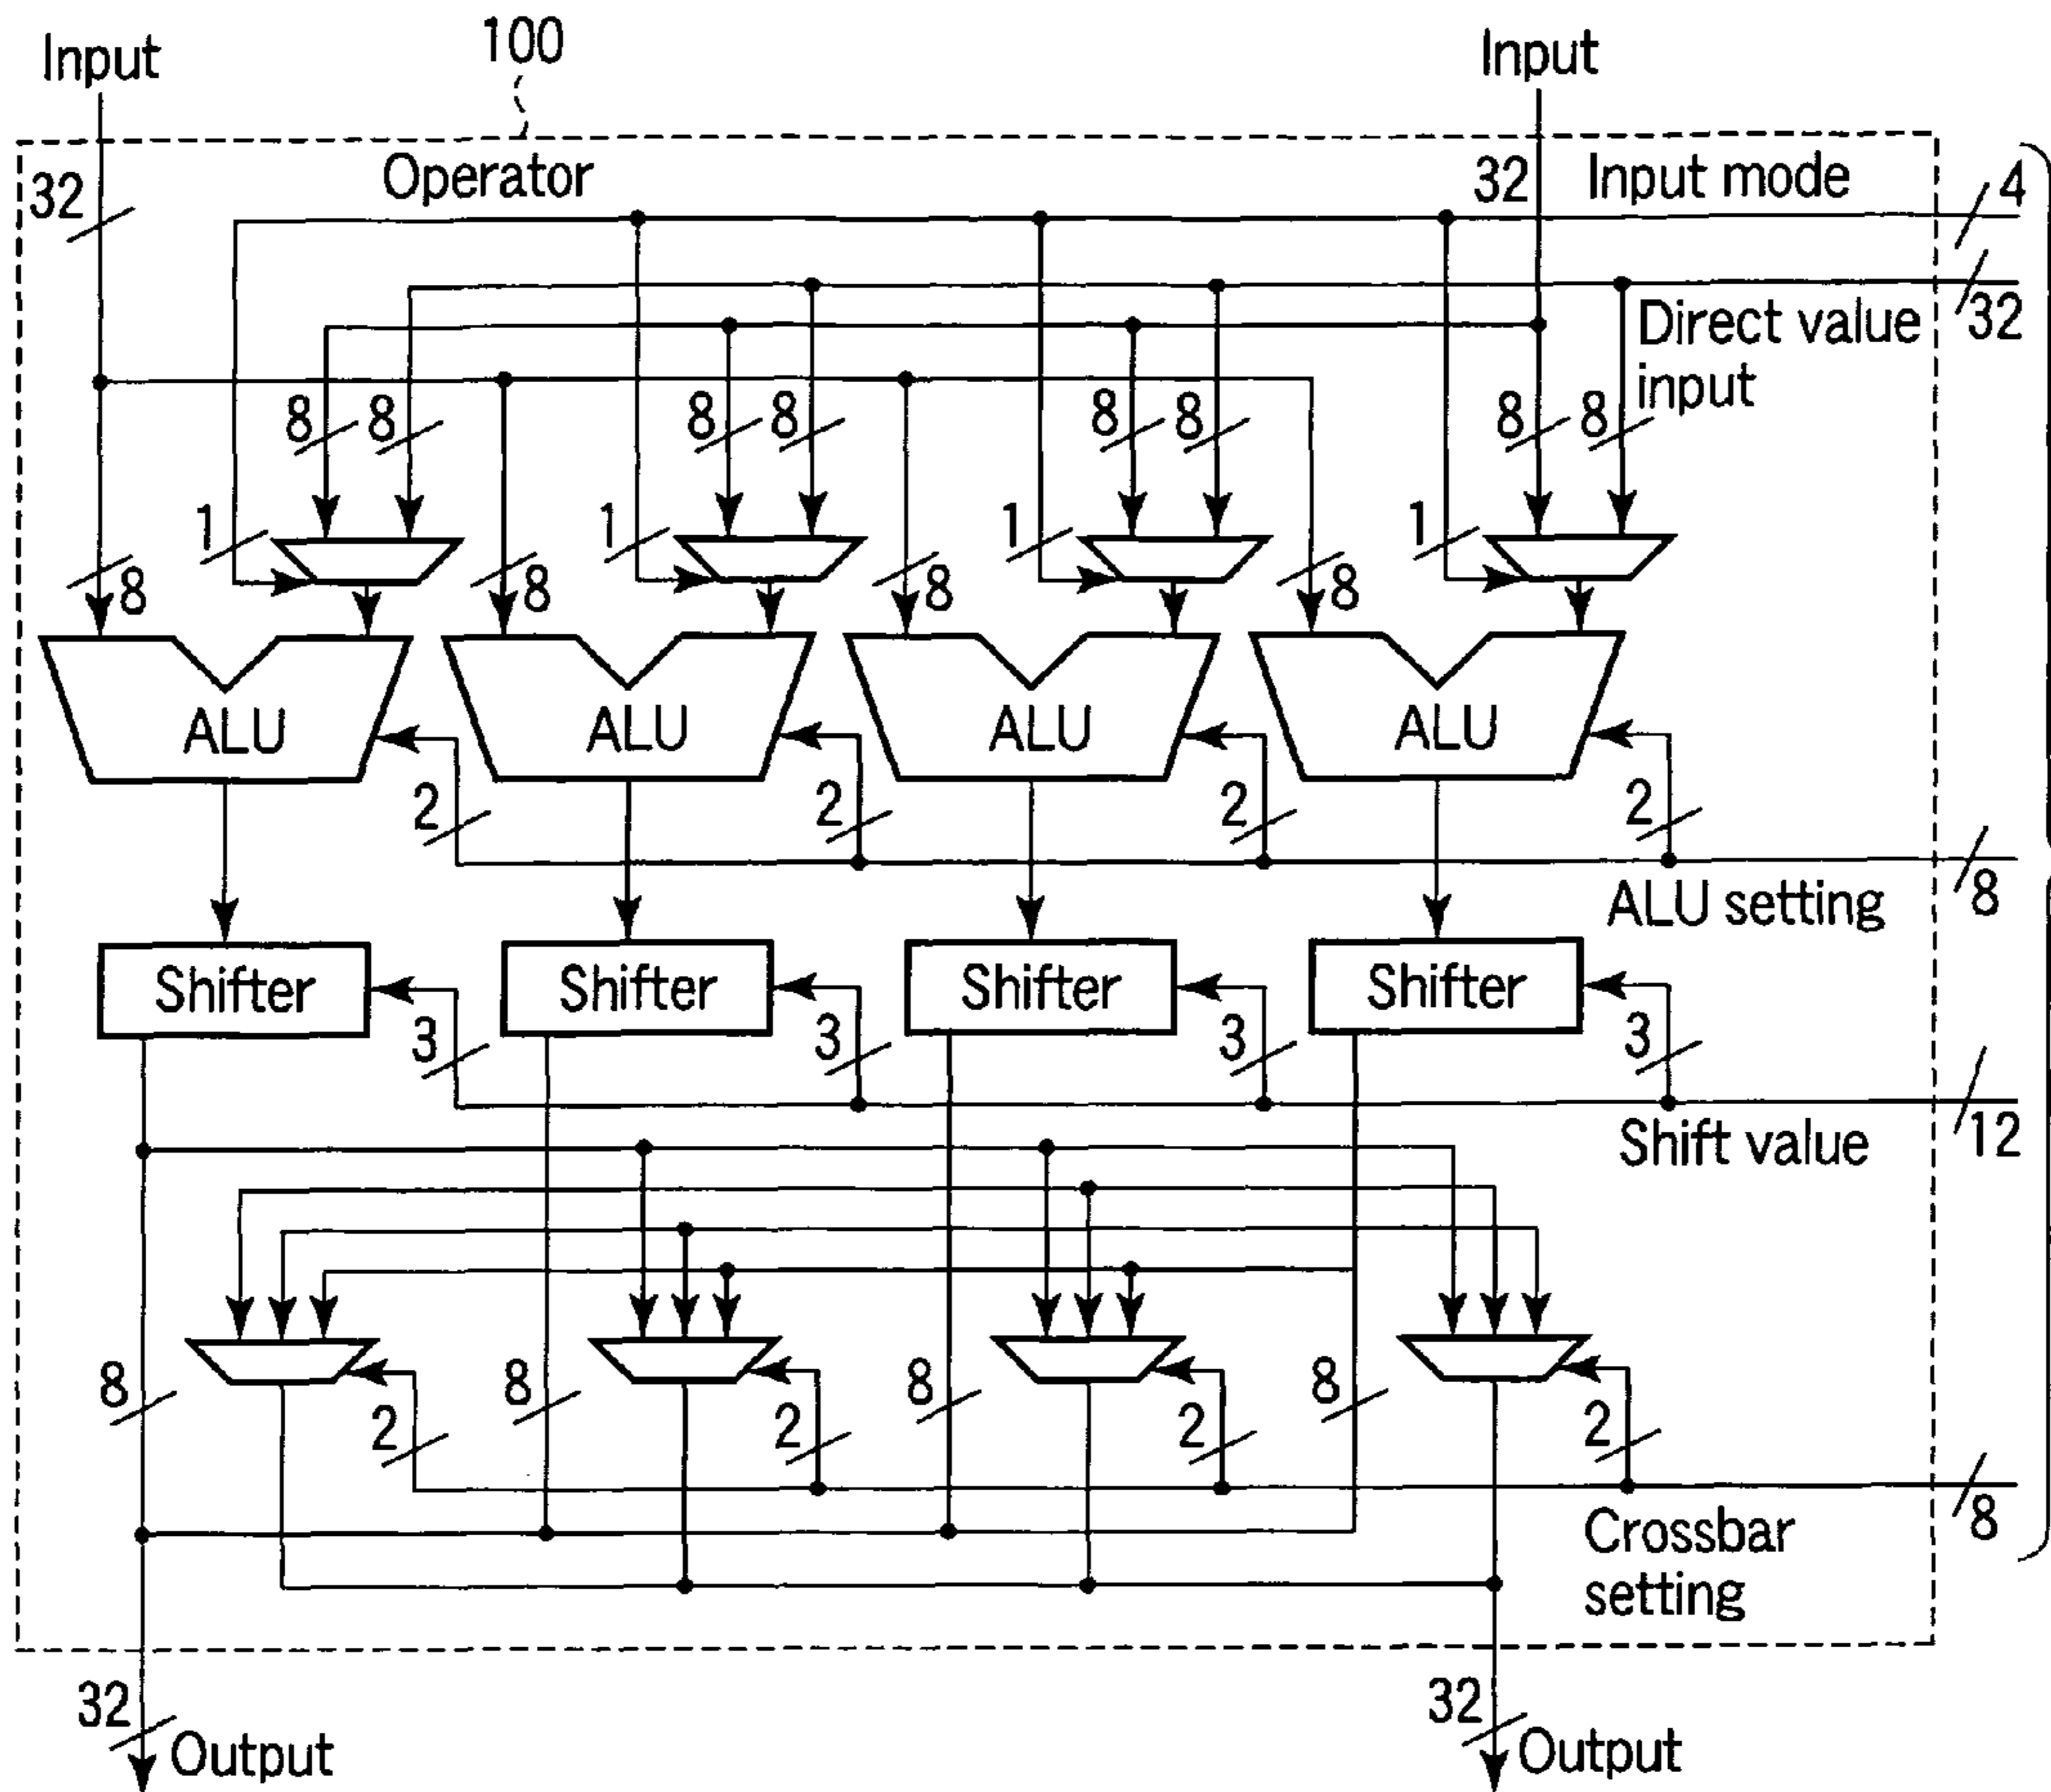 100
Input Input
32 Operator 32 Input mode 4
32
Direct value
input
8 8 8 8 8 8 8 8
1 1 1 1
8 8 8 8
ALU ALU ALU ALU
2 2 2 2
ALU setting 8
Shifter Shifter Shifter Shifter
3 3 3 3
Shift value 12
8 8 8 8
2 2 2 2
8
Crossbar
setting
32 Output 32 Output